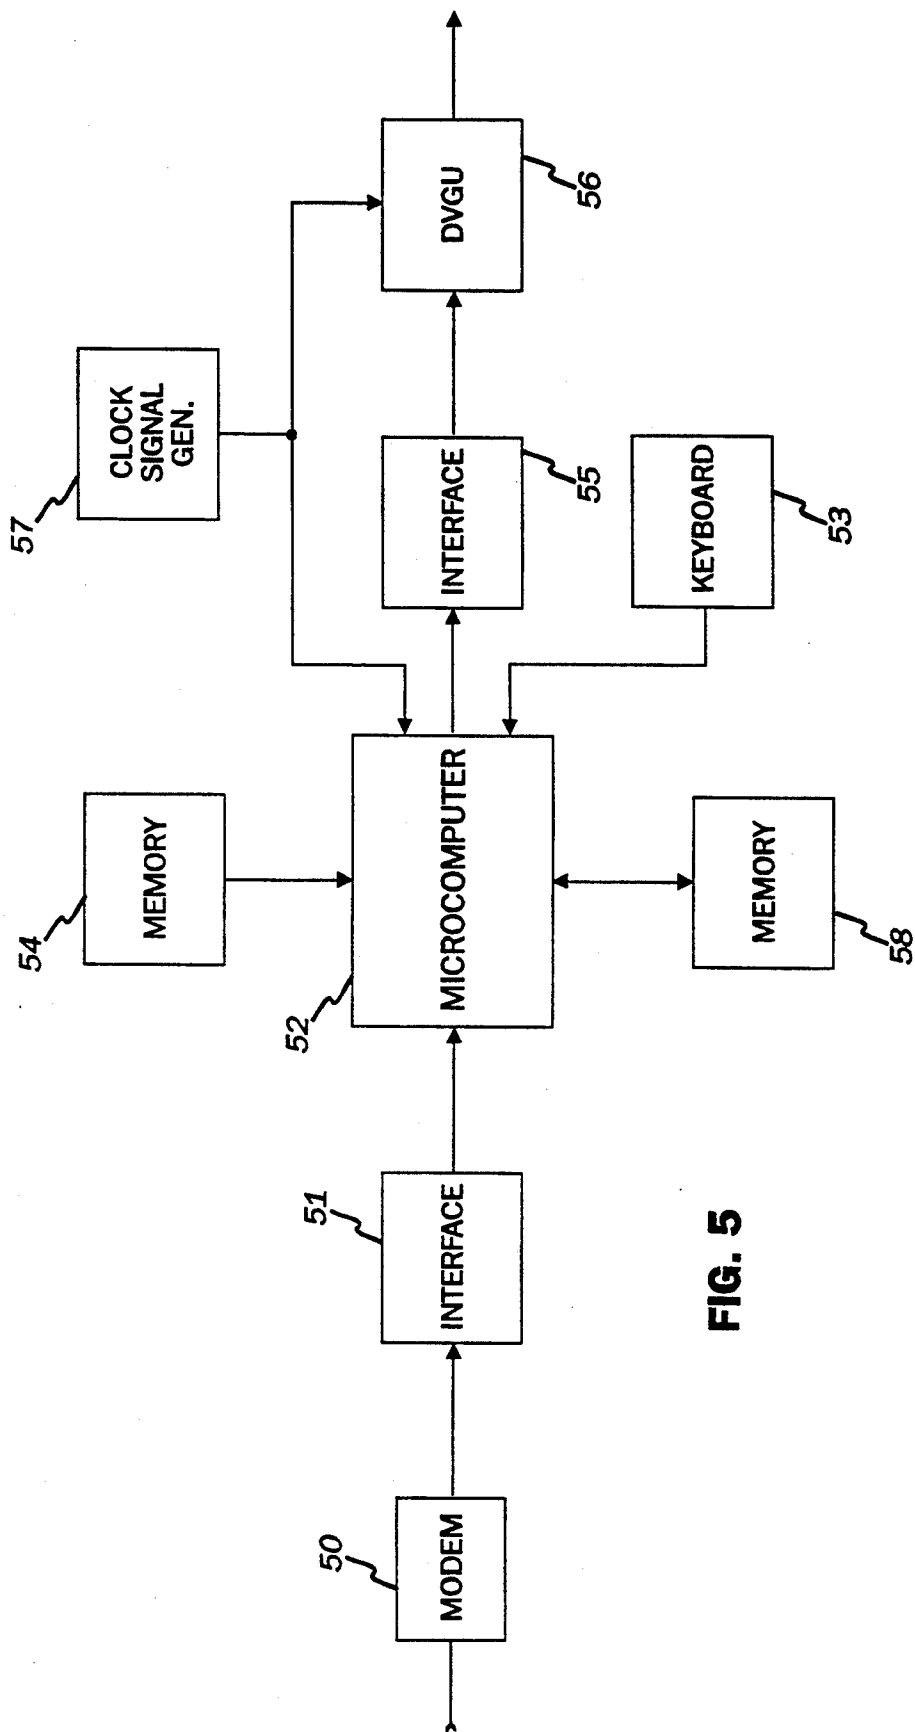 57
CLOCK
SIGNAL
GEN.
54
MEMORY
50
MODEM
51
INTERFACE
52
MICROCOMPUTER
INTERFACE
55
DVGU
56
MEMORY
58
KEYBOARD
53
FIG. 5